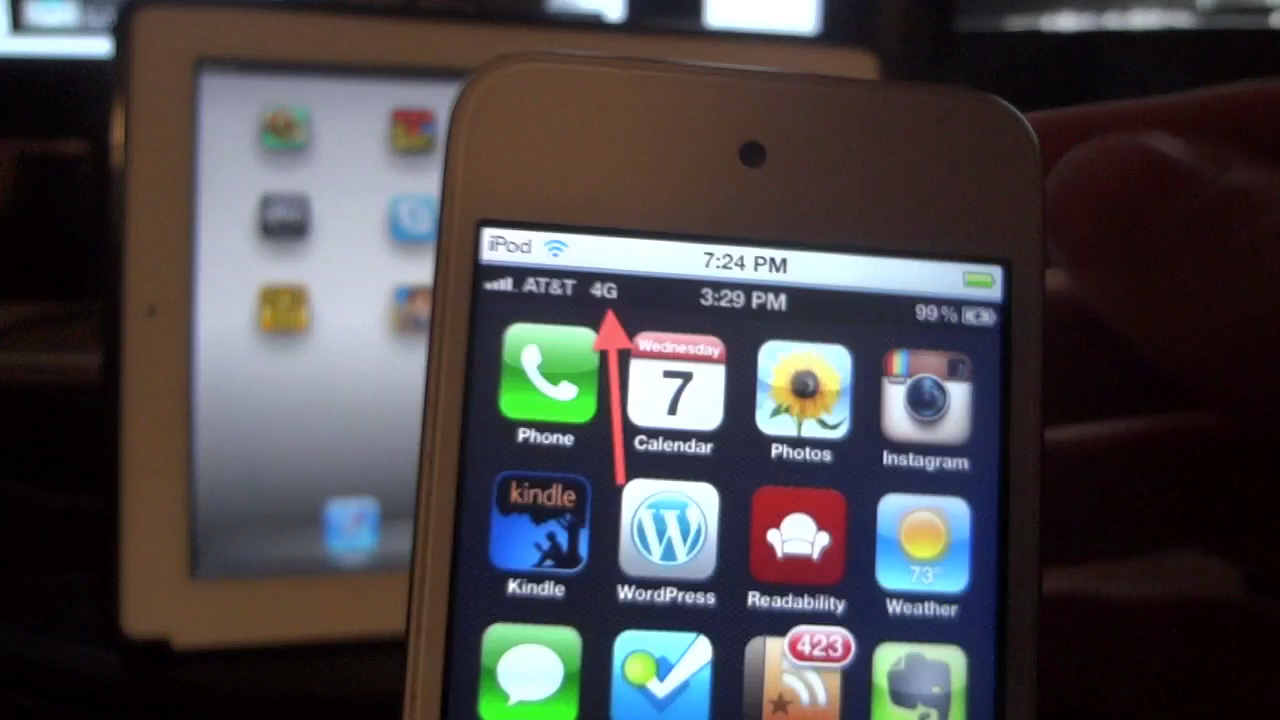 iPod 7:24 PM
AT&T 4G 3:29 PM 99%
Wednesday
7
Phone Calendar Photos Instagram
kindle
73°
Kindle WordPress Readability Weather
423